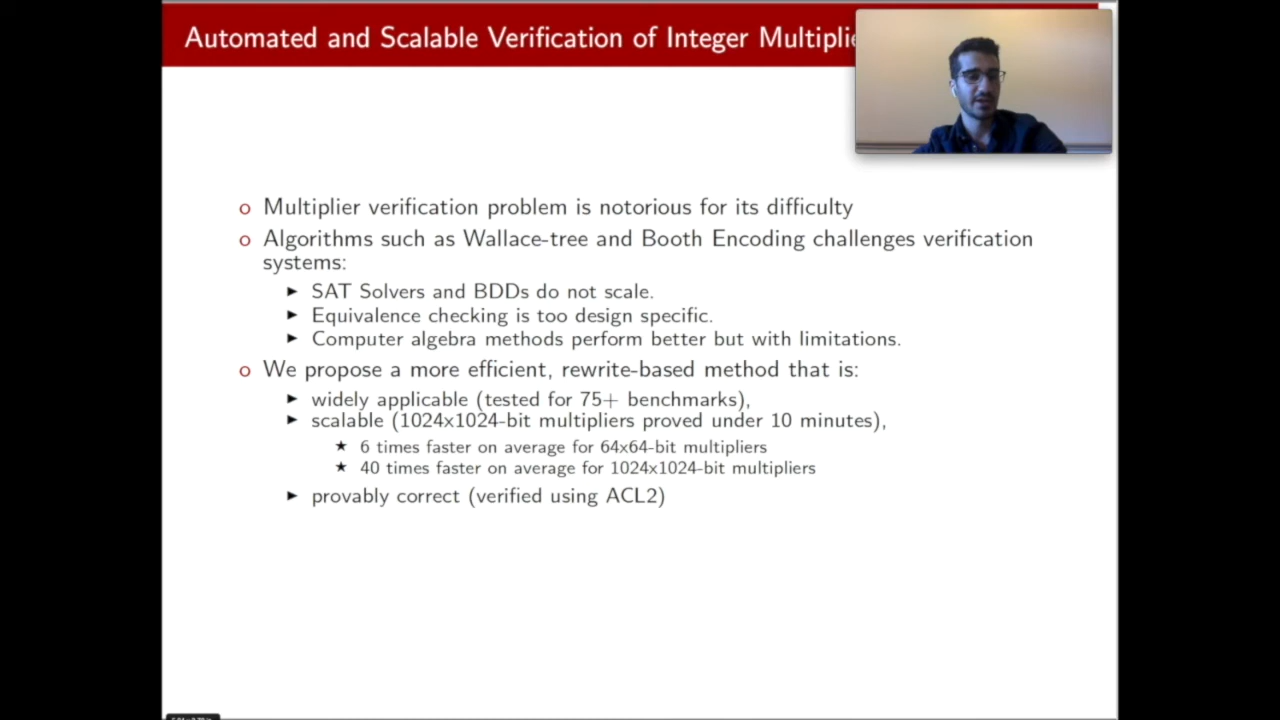 Automated and Scalable Verification of Integer
o Multiplier verification problem is notorious for its difficulty
o Algorithms such as Wallace-tree and Booth Encoding challenges verification
systems:
► SAT Solvers and BDDs do not scale.
► Equivalence checking is too design specific.
► Computer algebra methods perform better but with limitations.
o We propose a more efficient, rewrite-based method that is:
► widely applicable (tested for 75+ benchmarks),
► scalable (1024x1024-bit multipliers proved under 10 minutes),
★ 6 times faster on average for 64x64-bit multipliers
★ 40 times faster on average for 1024x1024-bit multipliers
► provably correct (verified using ACL2)